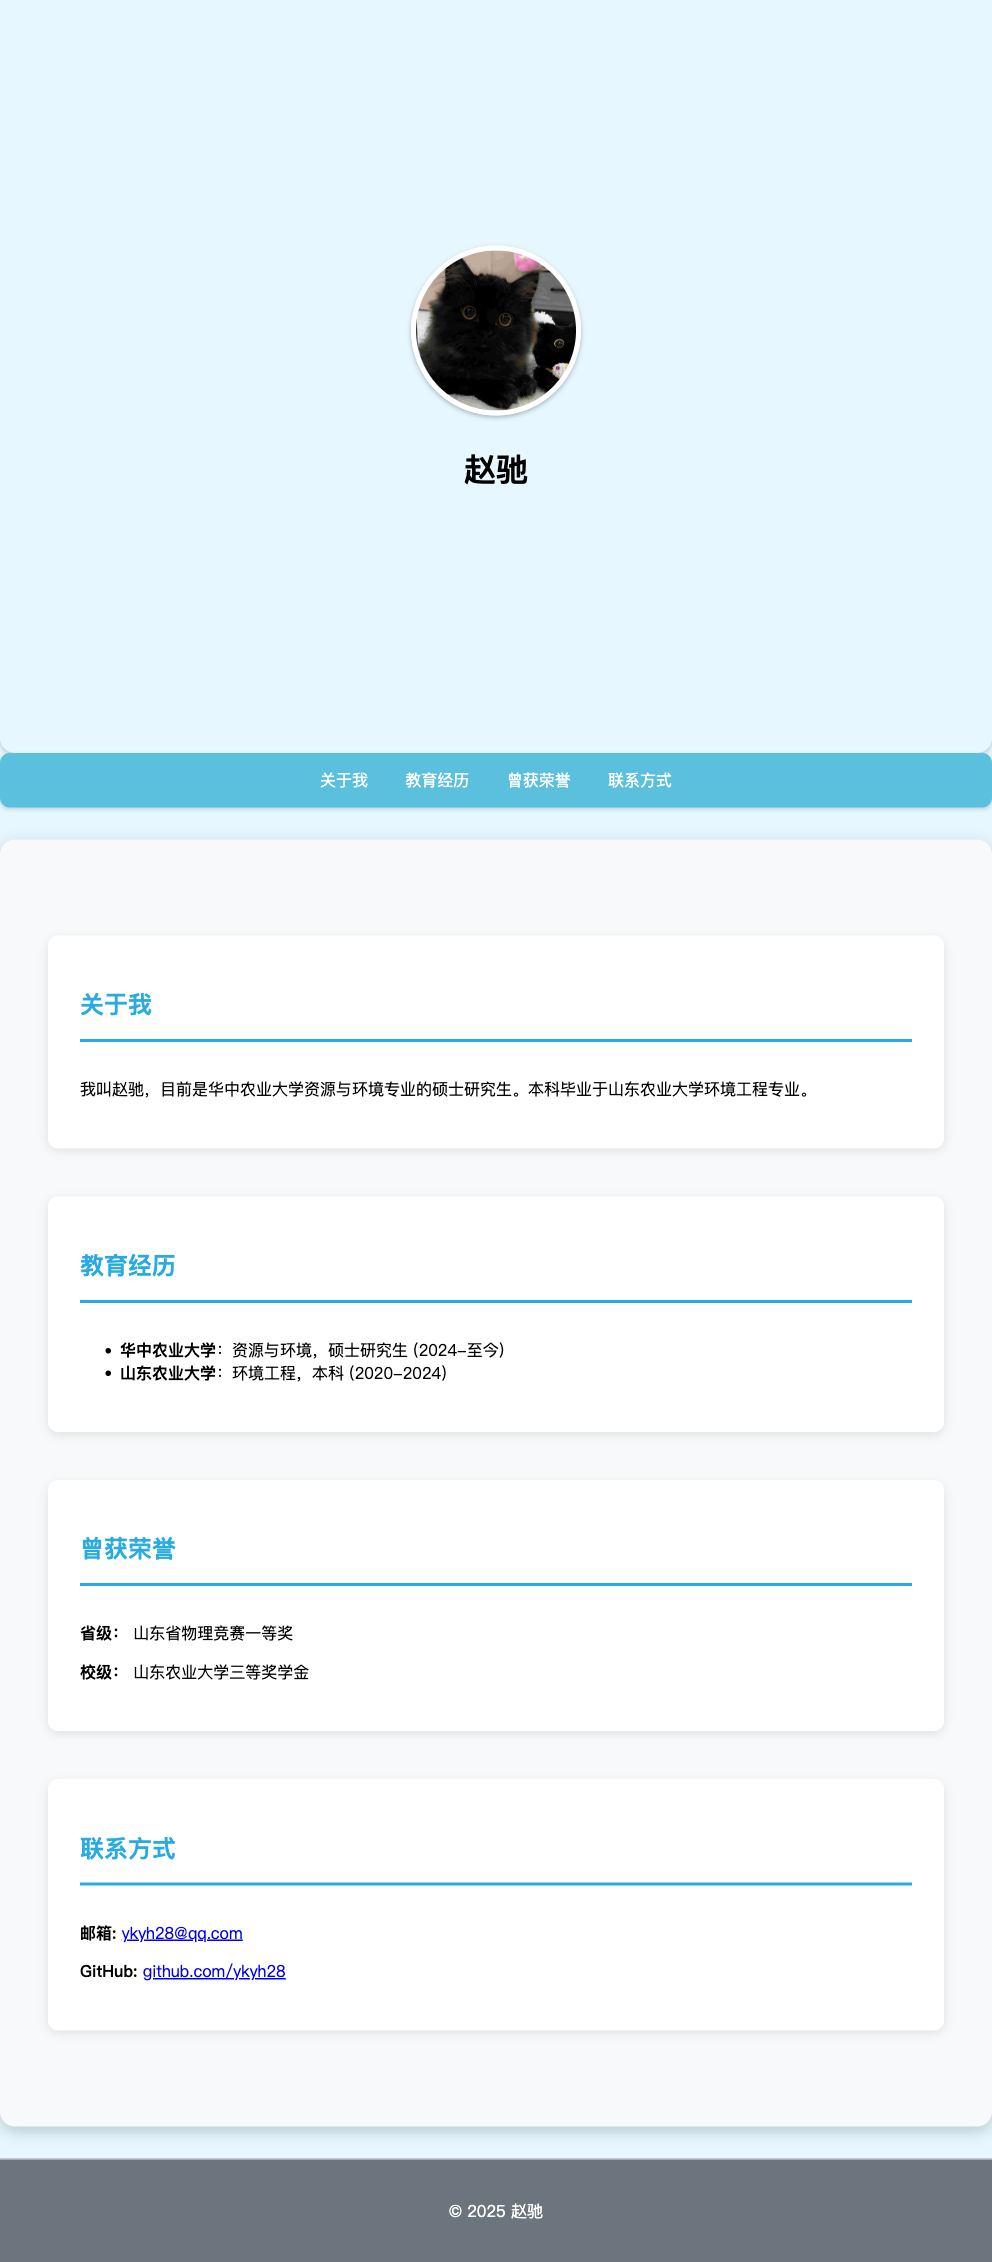 赵驰
关于我 教育经历 曾获荣誉 联系方式
关于我
我叫赵驰，目前是华中农业大学资源与环境专业的硕士研究生。本科毕业于山东农业大学环境工程专业。
教育经历
• 华中农业大学：资源与环境，硕士研究生 (2024-至今)
• 山东农业大学：环境工程，本科 (2020-2024)
曾获荣誉
省级： 山东省物理竞赛一等奖
校级： 山东农业大学三等奖学金
联系方式
邮箱: ykyh28@qq.com
GitHub: github.com/ykyh28
© 2025 赵驰